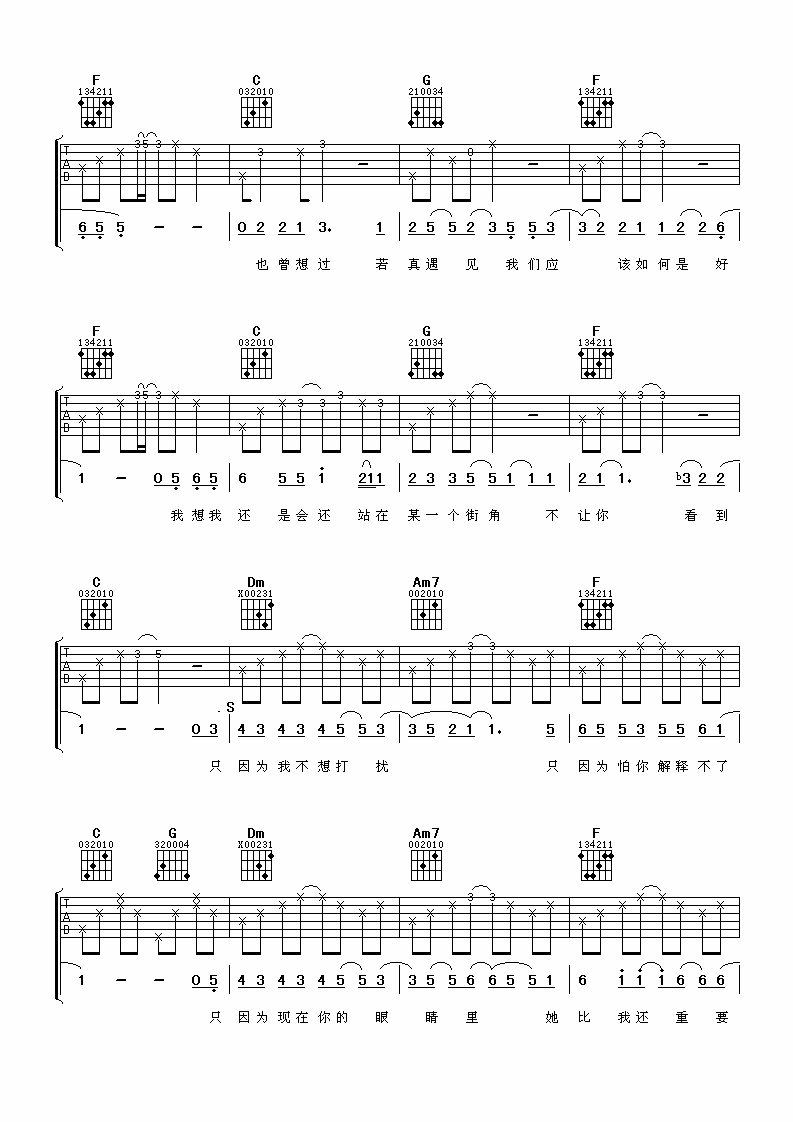 F C G F
134211 032010 210034 134211
T 3 5 3 3 3 0 3 3
A
B
6 5 5 - - 0 2 2 1 3. 1 2 5 5 2 3 5 5 3 3 2 2 1 1 2 2 6
也曾想过 若真遇见 我们应 该如何是好
F C G F
134211 032010 210034 134211
T 3 5 3 3 3 3 3 3 3
A
B
1 - 0 5 6 5 6 5 5 1 2 1 1 2 3 3 5 5 1 1 1 2 1 1. b3 2 2
我想我还是会还站在某一个街角 不让你 看到
C Dm Am7 F
032010 X00231 002010 134211
T 3 5 3 3
A
B
S
1 - - 0 3 4 3 4 3 4 5 5 3 3 5 2 1 1. 5 6 5 5 3 5 5 6 1
只因为我不想打扰 只因为怕你解释不了
C G Dm Am7 F
032010 320004 X00231 002010 134211
T 3 3
A
B
1 - - 0 5 4 3 4 3 4 5 5 3 3 5 5 6 6 5 5 1 6 1 1 1 6 6 6
只因为现在你的眼睛里 她比我还重要